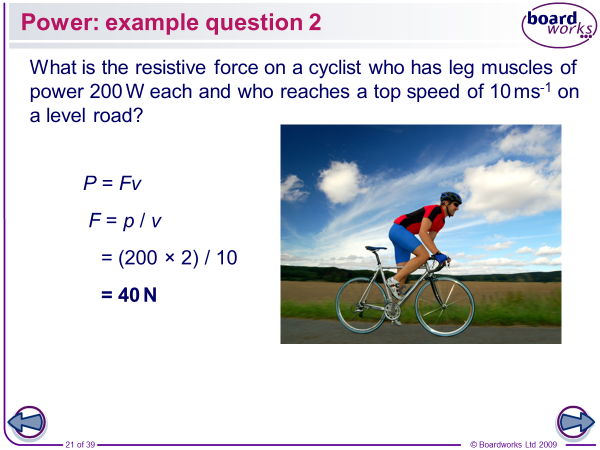 Power: example question 2
board
works
What is the resistive force on a cyclist who has leg muscles of
power 200 W each and who reaches a top speed of 10 ms-1 on
a level road?
P = Fv
F = p / v
= (200 × 2) / 10
= 40 N
21 of 39
© Boardworks Ltd 2009